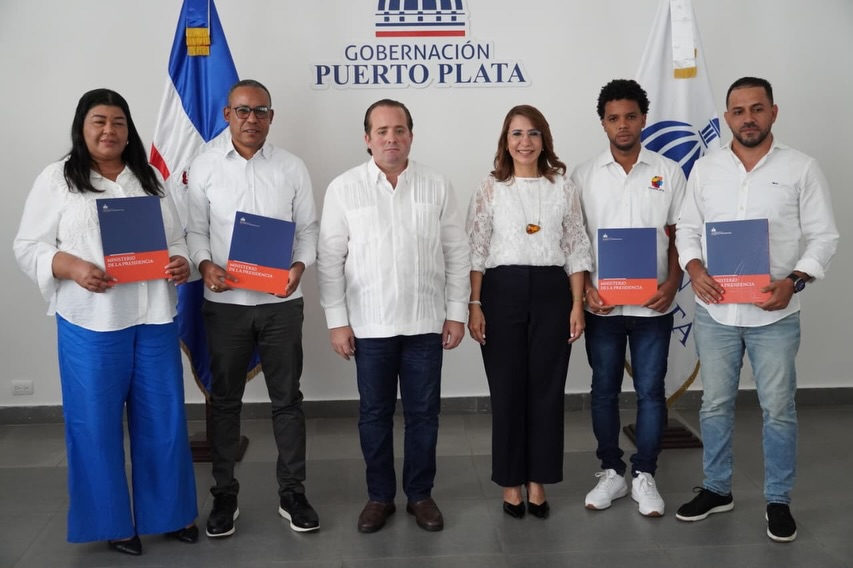 GOBERNACIÓN
PUERTO PLATA
MINISTERIO
DE LA PRESIDENCIA
MINISTERIO
DE LA PRESIDENCIA
MINISTERIO
DE LA PRESIDENCIA
MINISTERIO
DE LA PRESIDENCIA